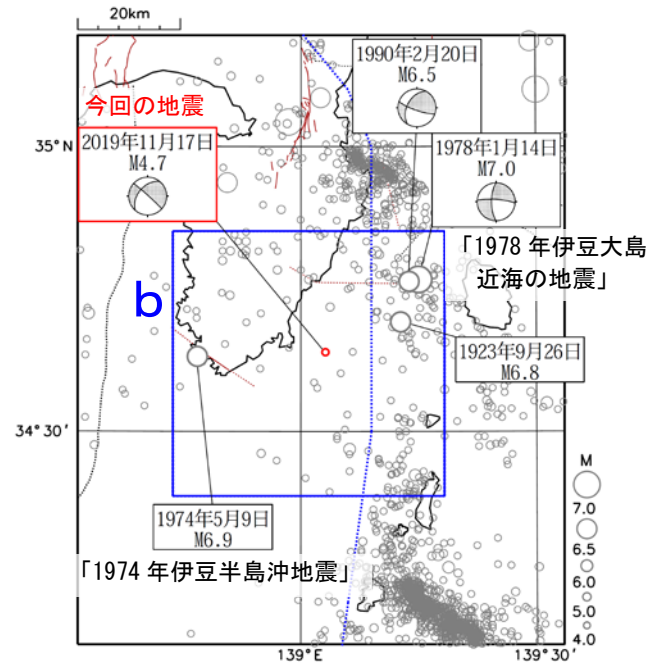 20km
1990年2月20日
M6.5
今回の地震
2019年11月17日
M4.7
35°N
1978年1月14日
M7.0
「1978 年伊豆大島
近海の地震」
b
1923年9月26日
M6.8
34°30'
1974年5月9日
M6.9
「1974 年伊豆半島沖地震」
M
7.0
6.5
6.0
5.0
4.0
139°E
139°30'